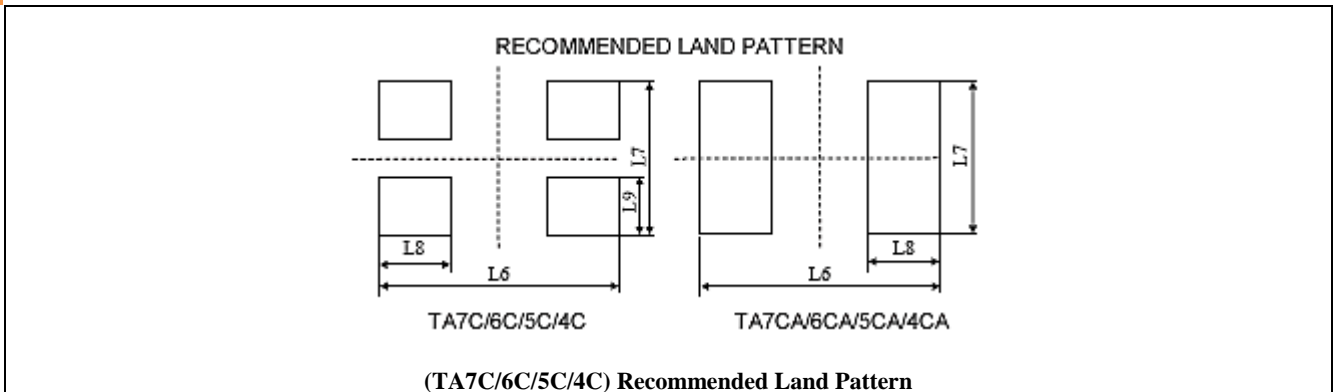 RECOMMENDED LAND PATTERN
L7
L9
L8
L6
L7
L8
L6
TA7C/6C/5C/4C
TA7CA/6CA/5CA/4CA
(TA7C/6C/5C/4C) Recommended Land Pattern